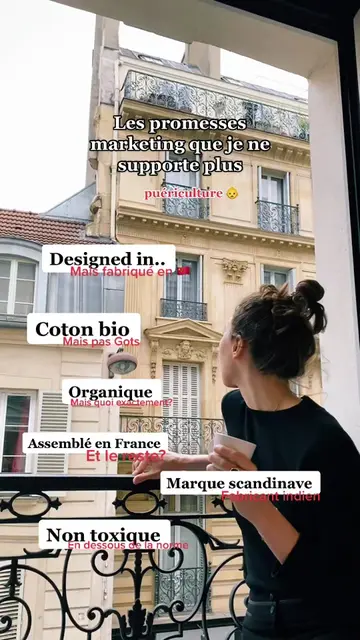 Les promesses
marketing que je ne
supporte plus
puériculture 👶
Designed in..
Mais fabriqué en 🇨🇳
Coton bio
Mais pas Gots
Organique
Mais quoi exactement?
Assemblé en France
Et le reste?
Marque scandinave
Fabricant indien
Non toxique
En dessous de la norme